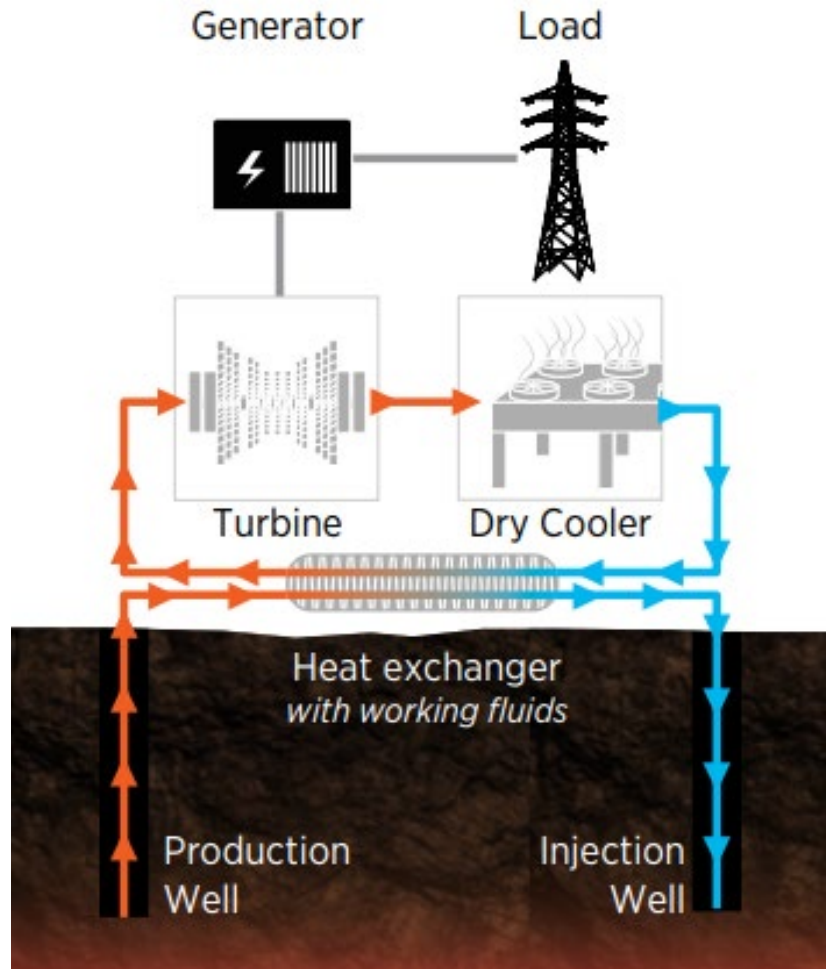 Generator
Load
Turbine
Dry Cooler
Heat exchanger
with working fluids
Production
Well
Injection
Well